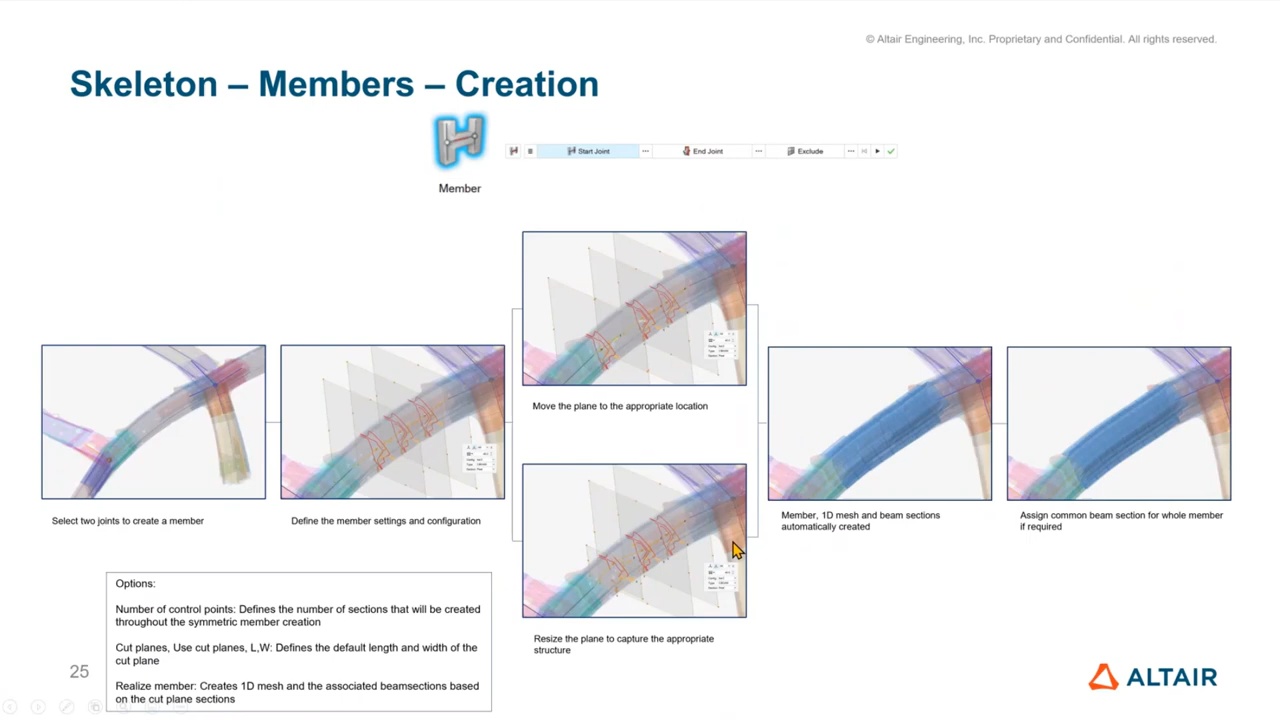 © Altair Engineering, Inc. Proprietary and Confidential. All rights reserved.
Skeleton – Members – Creation
Start Joint
End Joint
Exclude
Member
Move the plane to the appropriate location
Select two joints to create a member
Define the member settings and configuration
Member, 1D mesh and beam sections
automatically created
Assign common beam section for whole member
if required
Resize the plane to capture the appropriate
structure
Options:
Number of control points: Defines the number of sections that will be created
throughout the symmetric member creation
Cut planes, Use cut planes, L,W: Defines the default length and width of the
cut plane
Realize member: Creates 1D mesh and the associated beamsections based
on the cut plane sections
25
ALTAIR